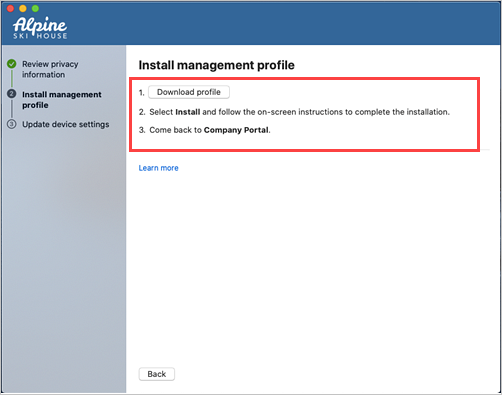 Alpine
SKI HOUSE
Review privacy
information
2 Install management
profile
3 Update device settings
Install management profile
1. Download profile
2. Select Install and follow the on-screen instructions to complete the installation.
3. Come back to Company Portal.
Learn more
Back